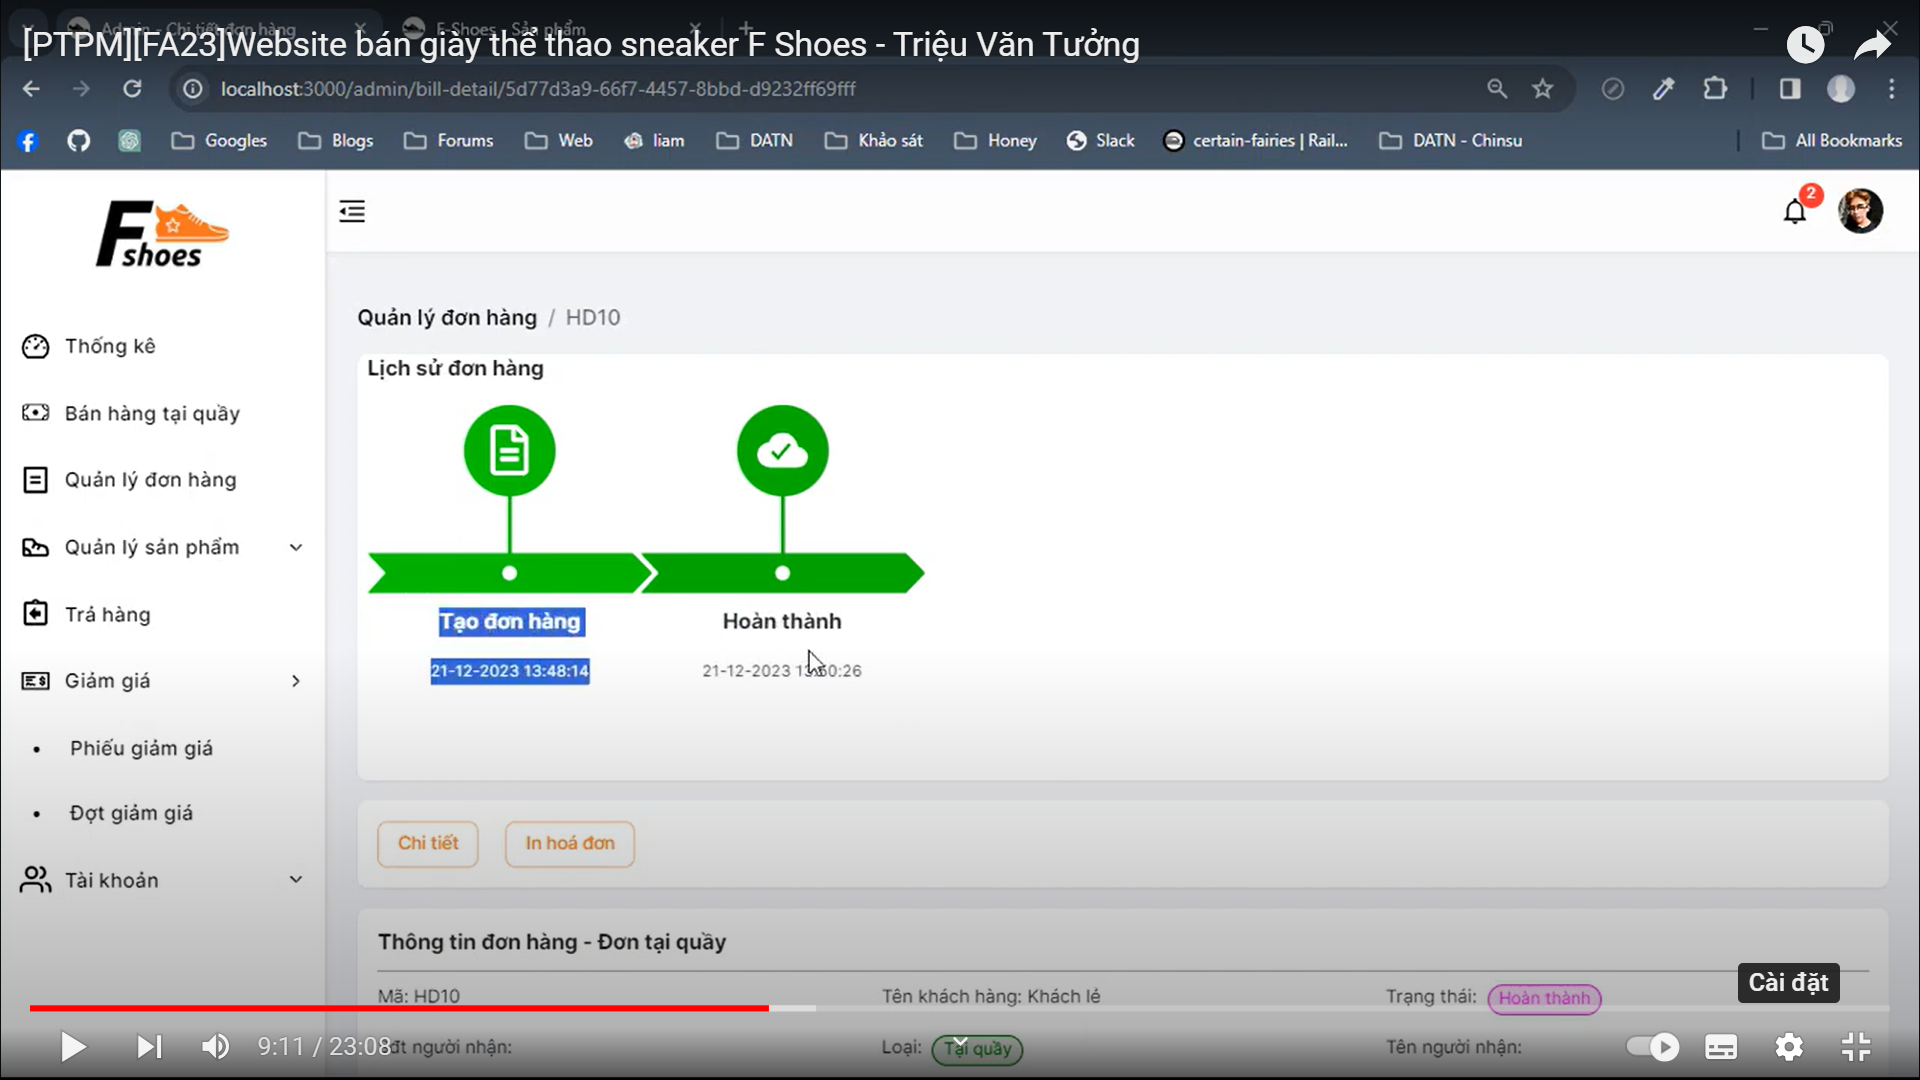 Admin - Chi tiết đơn hàng
F-Shoes - Sản phẩm
[PTPM][FA23]Website bán giày thể thao sneaker F Shoes - Triệu Văn Tưởng
localhost:3000/admin/bill-detail/5d77d3a9-66f7-4457-8bbd-d9232ff69fff
Googles
Blogs
Forums
Web
liam
DATN
Khảo sát
Honey
Slack
certain-fairies | Rail...
DATN - Chinsu
All Bookmarks
F shoes
2
Quản lý đơn hàng / HD10
Thống kê
Bán hàng tại quầy
Quản lý đơn hàng
Quản lý sản phẩm
Trả hàng
Giảm giá
• Phiếu giảm giá
• Đợt giảm giá
Tài khoản
Lịch sử đơn hàng
Tạo đơn hàng
21-12-2023 13:48:14
Hoàn thành
21-12-2023 13:50:26
Chi tiết
In hoá đơn
Thông tin đơn hàng - Đơn tại quầy
Cài đặt
Mã: HD10
Tên khách hàng: Khách lẻ
Trạng thái: Hoàn thành
9:11 / 23:08
người nhận:
Loại: Tại quầy
Tên người nhận: